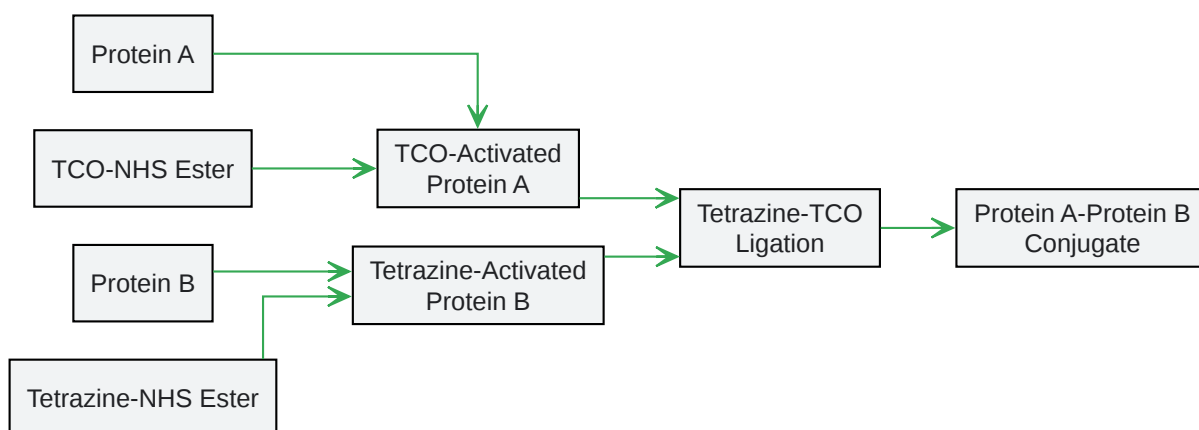 Protein A
TCO-NHS Ester
TCO-Activated
Protein A
Protein B
Tetrazine-Activated
Protein B
Tetrazine-NHS Ester
Tetrazine-TCO
Ligation
Protein A-Protein B
Conjugate